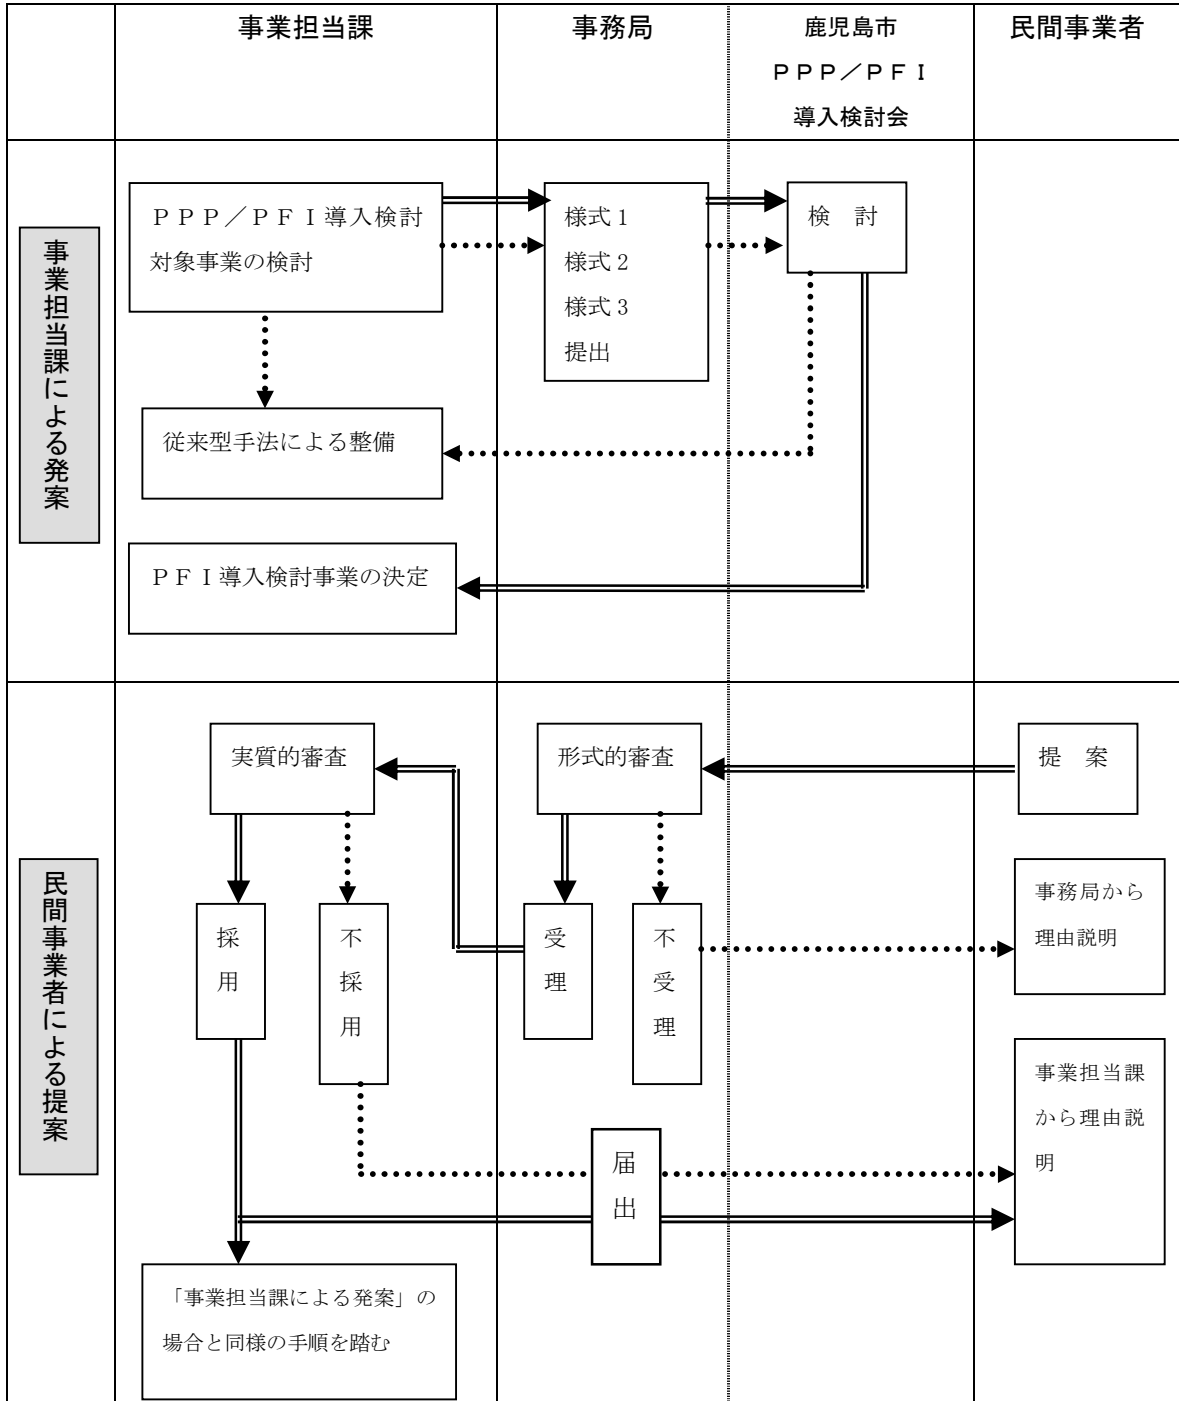 事業担当課
事務局
鹿児島市
ＰＰＰ／ＰＦＩ
導入検討会
民間事業者
事業担当課による発案
ＰＰＰ／ＰＦＩ導入検討
対象事業の検討
様式１
様式２
様式３
提出
検　討
従来型手法による整備
ＰＦＩ導入検討事業の決定
民間事業者による提案
実質的審査
形式的審査
提　案
採用
不採用
受理
不受理
事務局から
理由説明
届出
事業担当課
から理由説
明
「事業担当課による発案」の
場合と同様の手順を踏む